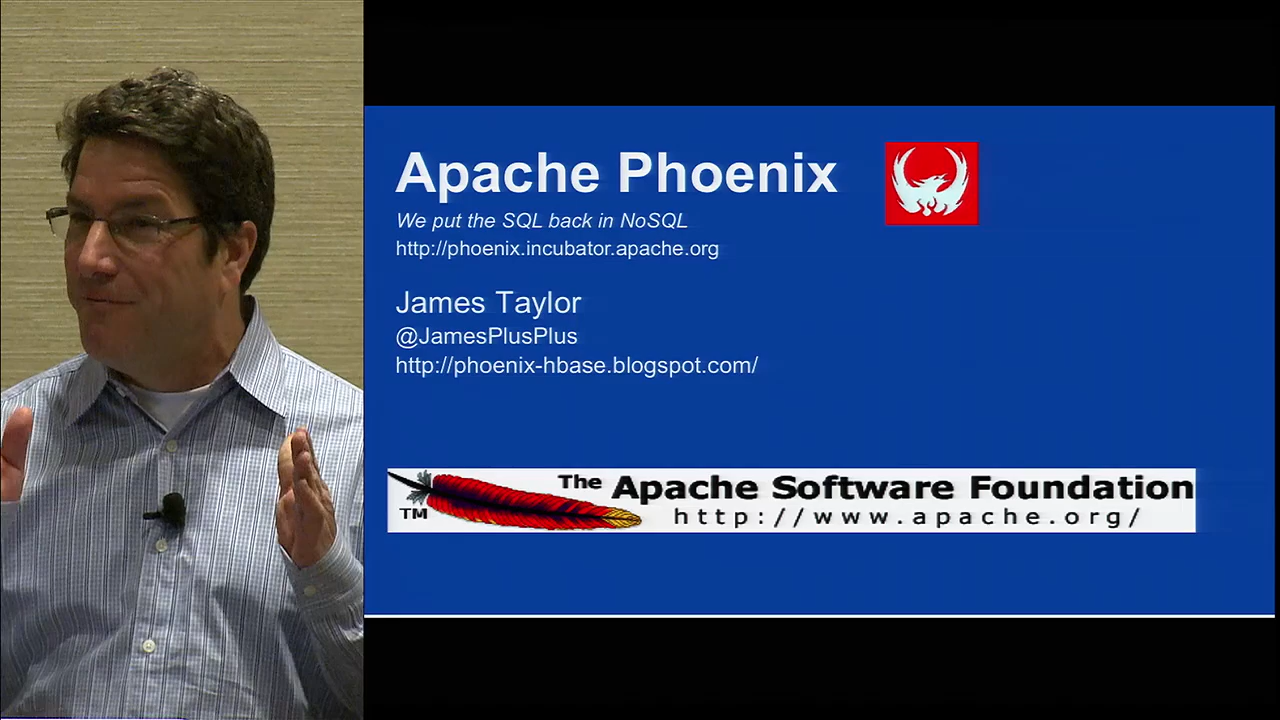 Apache Phoenix
We put the SQL back in NoSQL
http://phoenix.incubator.apache.org
James Taylor
@JamesPlusPlus
http://phoenix-hbase.blogspot.com/
The Apache Software Foundation
TM
http://www.apache.org/